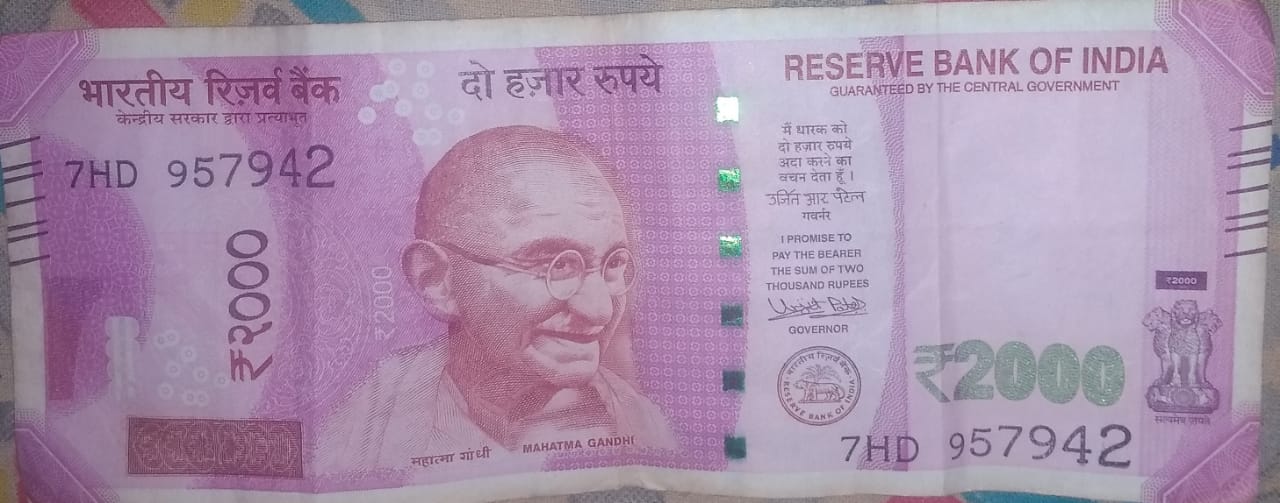 भारतीय रिज़र्व बैंक
केन्द्रीय सरकार द्वारा प्रत्याभूत
7HD 957942
₹२०००
₹2000
दो हज़ार रुपये
महात्मा गांधी
MAHATMA GANDHI
RESERVE BANK OF INDIA
GUARANTEED BY THE CENTRAL GOVERNMENT
मैं धारक को
दो हज़ार रुपये
अदा करने का
वचन देता हूँ ।
उर्जित आर पटेल
गवर्नर
I PROMISE TO
PAY THE BEARER
THE SUM OF TWO
THOUSAND RUPEES
GOVERNOR
भारतीय रिज़र्व बैंक
RESERVE BANK OF INDIA
₹2000
₹2000
सत्यमेव जयते
7HD 957942